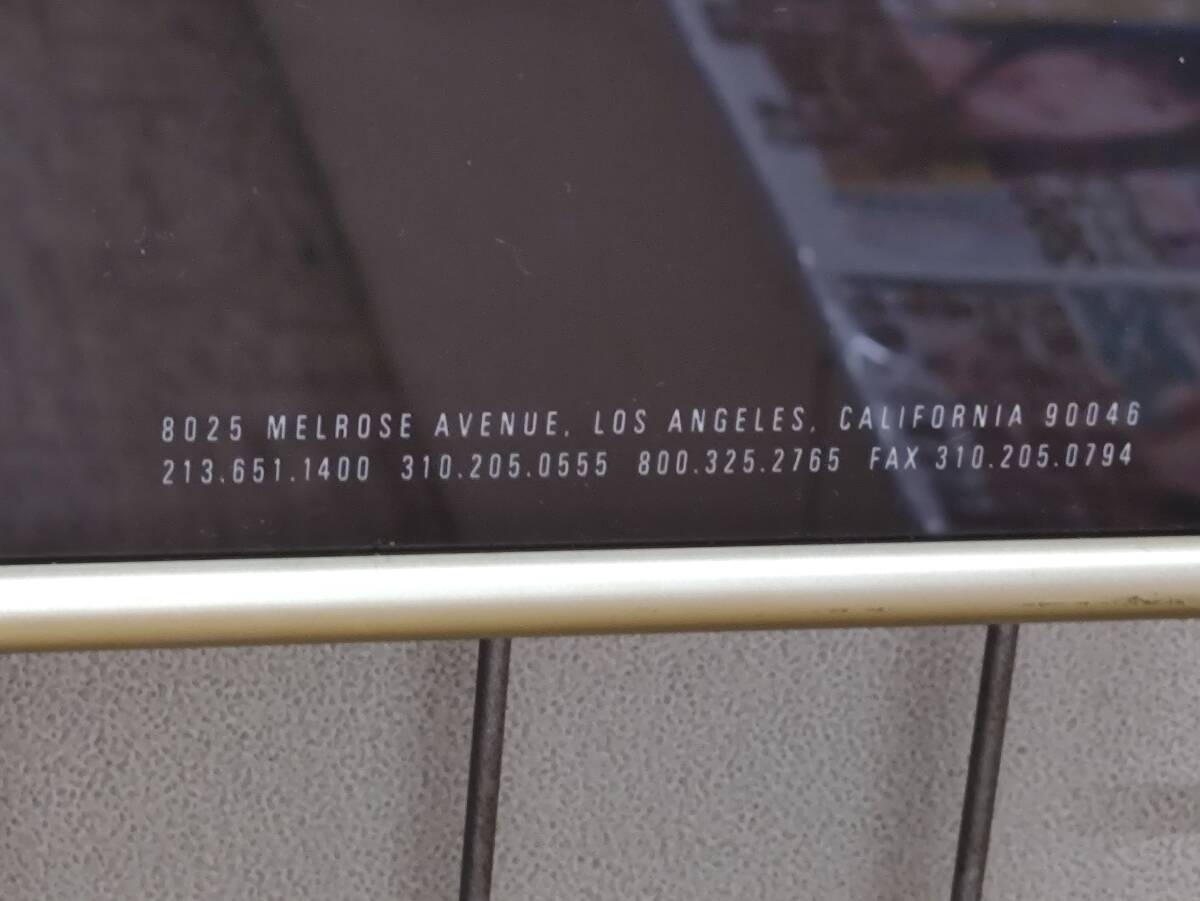 8025 MELROSE AVENUE, LOS ANGELES, CALIFORNIA 90046
213.651.1400 310.205.0555 800.325.2765 FAX 310.205.0794